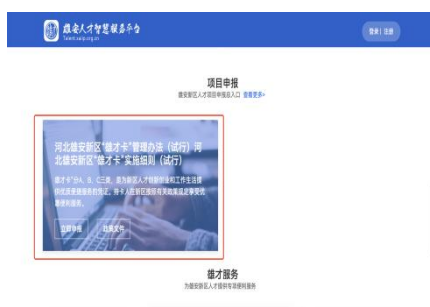 雄安人才智慧服务平台
登录 | 注册
项目申报
雄安新区人才项目申报总入口 查看更多>
河北雄安新区“雄才卡”管理办法（试行）河
北雄安新区“雄才卡”实施细则（试行）
雄才卡”分A、B、C三类，是为新区人才创新创业和工作生活提
供优质便捷服务的凭证。持卡人在新区按照有关政策规定享受优
惠便利服务。
立即申报 政策文件
雄才服务
为雄安新区人才提供专项便利服务